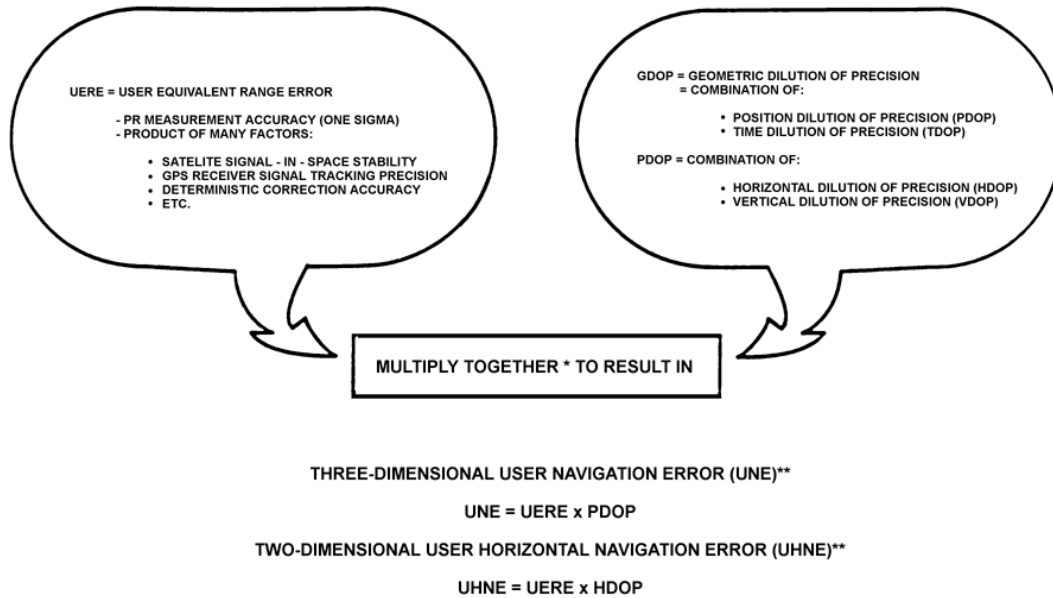 UERE = USER EQUIVALENT RANGE ERROR
- PR MEASUREMENT ACCURACY (ONE SIGMA)
- PRODUCT OF MANY FACTORS:
• SATELITE SIGNAL - IN - SPACE STABILITY
• GPS RECEIVER SIGNAL TRACKING PRECISION
• DETERMINISTIC CORRECTION ACCURACY
• ETC.
GDOP = GEOMETRIC DILUTION OF PRECISION
= COMBINATION OF:
• POSITION DILUTION OF PRECISION (PDOP)
• TIME DILUTION OF PRECISION (TDOP)
PDOP = COMBINATION OF:
• HORIZONTAL DILUTION OF PRECISION (HDOP)
• VERTICAL DILUTION OF PRECISION (VDOP)
MULTIPLY TOGETHER * TO RESULT IN
THREE-DIMENSIONAL USER NAVIGATION ERROR (UNE)**
UNE = UERE x PDOP
TWO-DIMENSIONAL USER HORIZONTAL NAVIGATION ERROR (UHNE)**
UHNE = UERE x HDOP